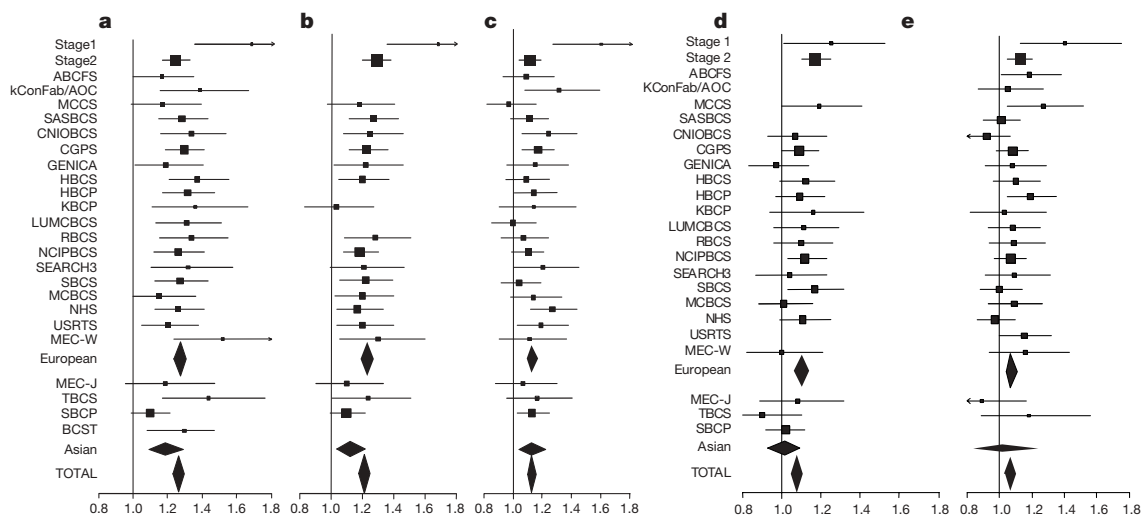 a b c
Stage1
Stage2
ABCFS
kConFab/AOC
MCCS
SASBCS
CNIOBCS
CGPS
GENICA
HBCS
HBCP
KBCP
LUMCBCS
RBCS
NCIPBCS
SEARCH3
SBCS
MCBCS
NHS
USRTS
MEC-W
European
MEC-J
TBCS
SBCP
BCST
Asian
TOTAL
0.8 1.0 1.2 1.4 1.6 1.8 0.8 1.0 1.2 1.4 1.6 1.8 0.8 1.0 1.2 1.4 1.6 1.8
d e
Stage 1
Stage 2
ABCFS
KConFab/AOC
MCCS
SASBCS
CNIOBCS
CGPS
GENICA
HBCS
HBCP
KBCP
LUMCBCS
RBCS
NCIPBCS
SEARCH3
SBCS
MCBCS
NHS
USRTS
MEC-W
European
MEC-J
TBCS
SBCP
Asian
TOTAL
0.8 1.0 1.2 1.4 1.6 1.8 0.8 1.0 1.2 1.4 1.6 1.8